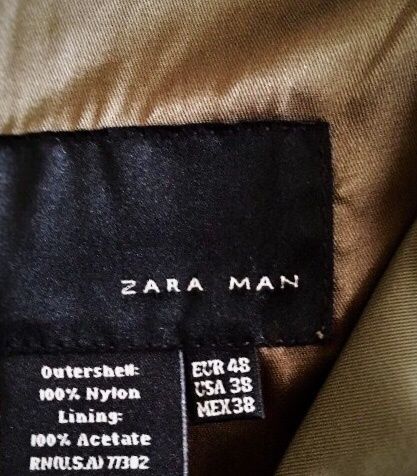 ZARA MAN
Outershell:
100% Nylon
Lining:
100% Acetate
RN(U.S.A) 77302
EUR 48
USA 38
MEX 38